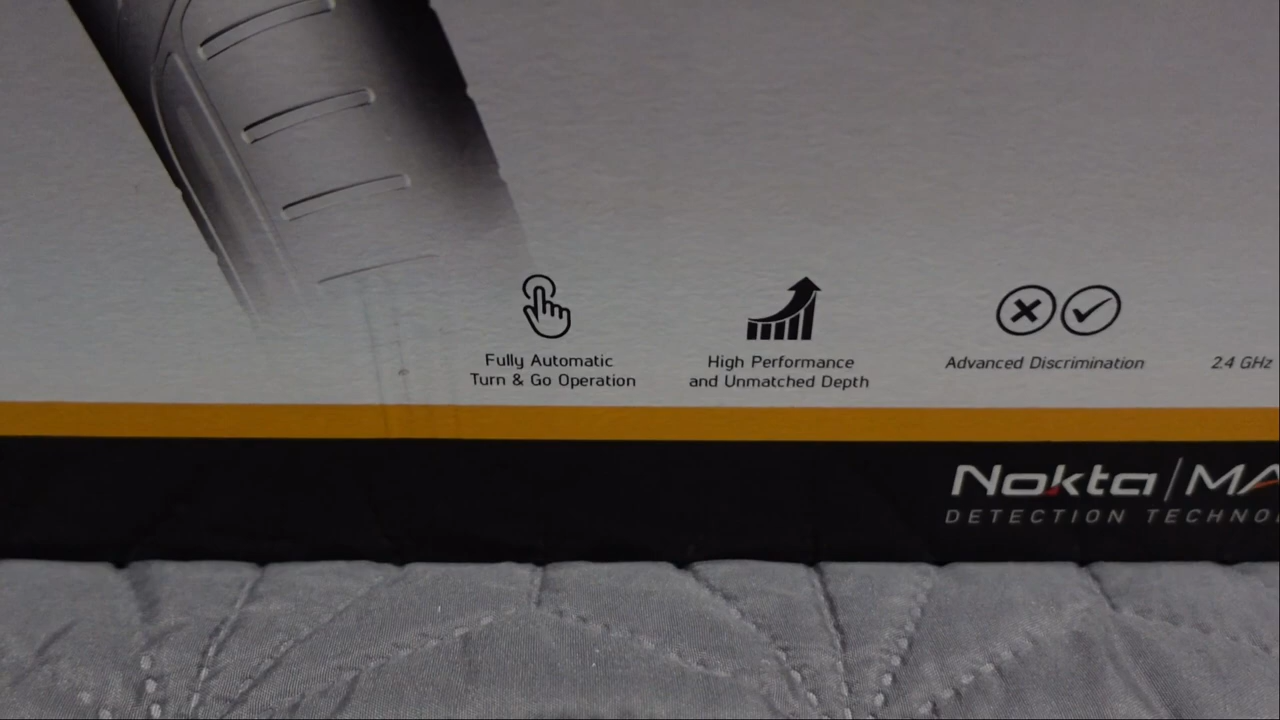 Fully Automatic
Turn & Go Operation
High Performance
and Unmatched Depth
Advanced Discrimination
2.4 GHz
Nokta | MA
DETECTION TECHNO